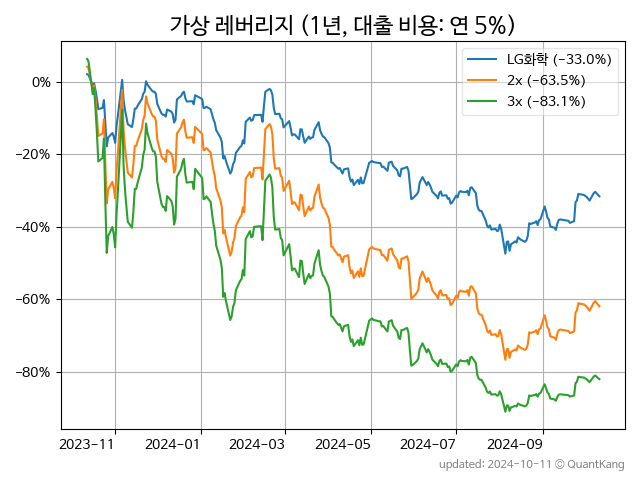 가상 레버리지 (1년, 대출 비용: 연 5%)
LG화학 (−33.0%)
2x (−63.5%)
3x (−83.1%)
0%
−20%
−40%
−60%
−80%
2023−11 2024−01 2024−03 2024−05 2024−07 2024−09
updated: 2024-10-11 © QuantKang